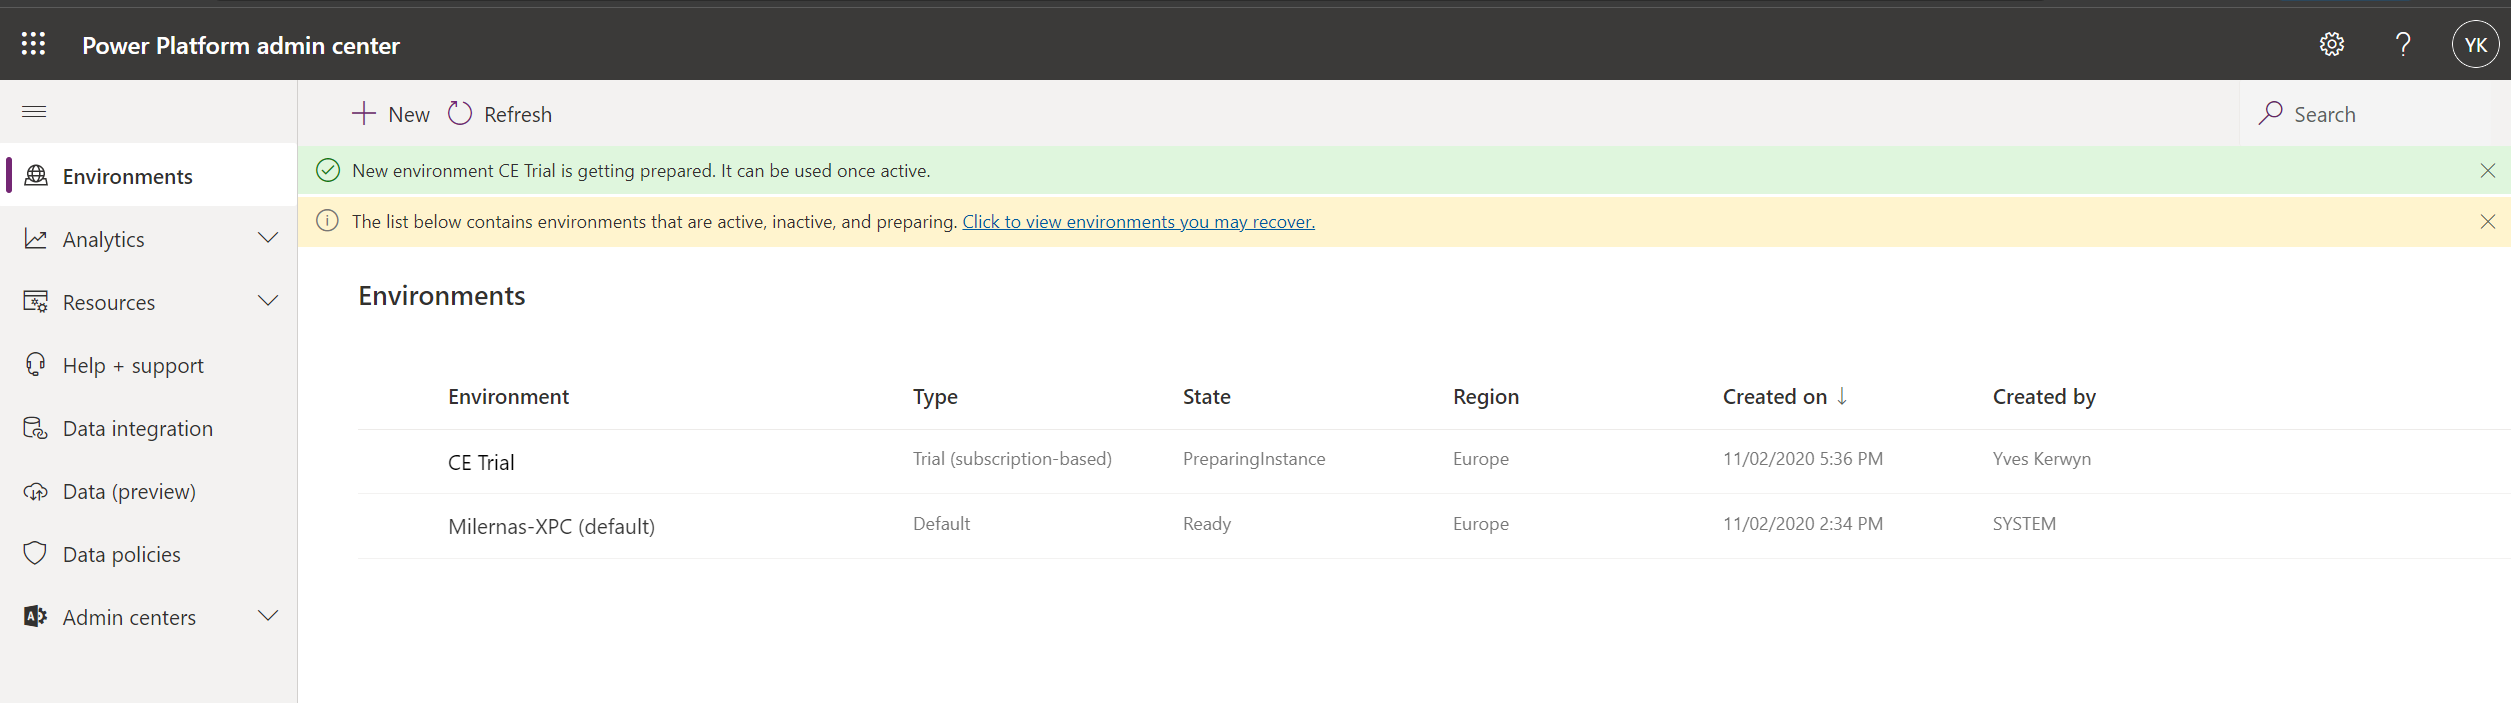 Power Platform admin center
YK
New Refresh Search
Environments
Analytics
Resources
Help + support
Data integration
Data (preview)
Data policies
Admin centers
New environment CE Trial is getting prepared. It can be used once active.
The list below contains environments that are active, inactive, and preparing. Click to view environments you may recover.
Environments
Environment Type State Region Created on Created by
CE Trial Trial (subscription-based) PreparingInstance Europe 11/02/2020 5:36 PM Yves Kerwyn
Milernas-XPC (default) Default Ready Europe 11/02/2020 2:34 PM SYSTEM